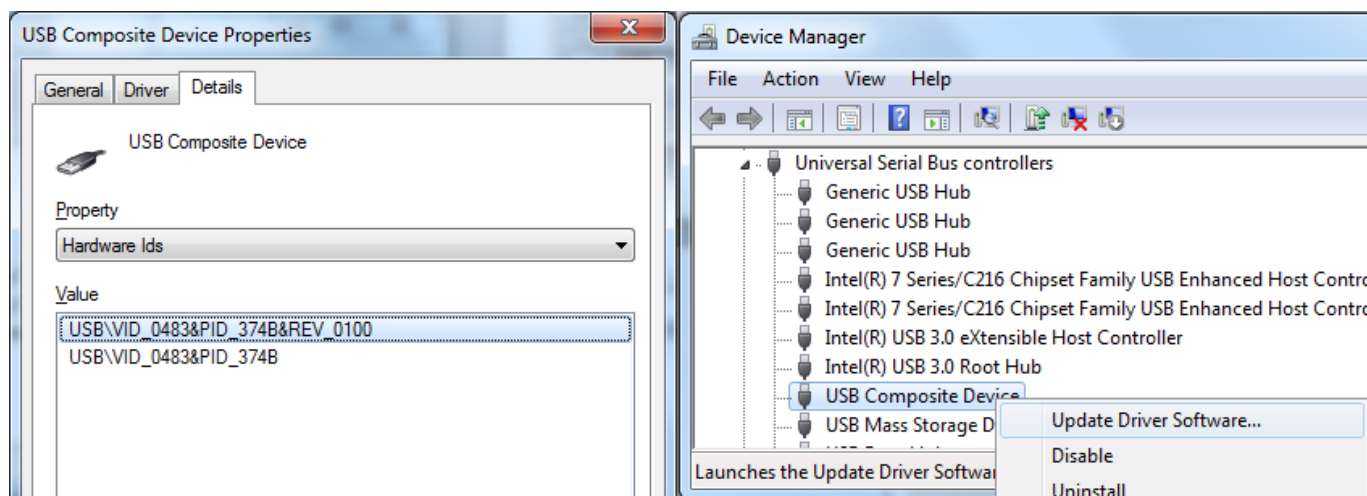 USB Composite Device Properties
General Driver Details
USB Composite Device
Property
Hardware Ids
Value
USB\VID_0483&PID_374B&REV_0100
USB\VID_0483&PID_374B
Device Manager
File Action View Help
Universal Serial Bus controllers
Generic USB Hub
Generic USB Hub
Generic USB Hub
Intel(R) 7 Series/C216 Chipset Family USB Enhanced Host Contro
Intel(R) 7 Series/C216 Chipset Family USB Enhanced Host Contro
Intel(R) USB 3.0 eXtensible Host Controller
Intel(R) USB 3.0 Root Hub
USB Composite Device
USB Mass Storage D
Launches the Update Driver Softwar
Update Driver Software...
Disable
Uninstall